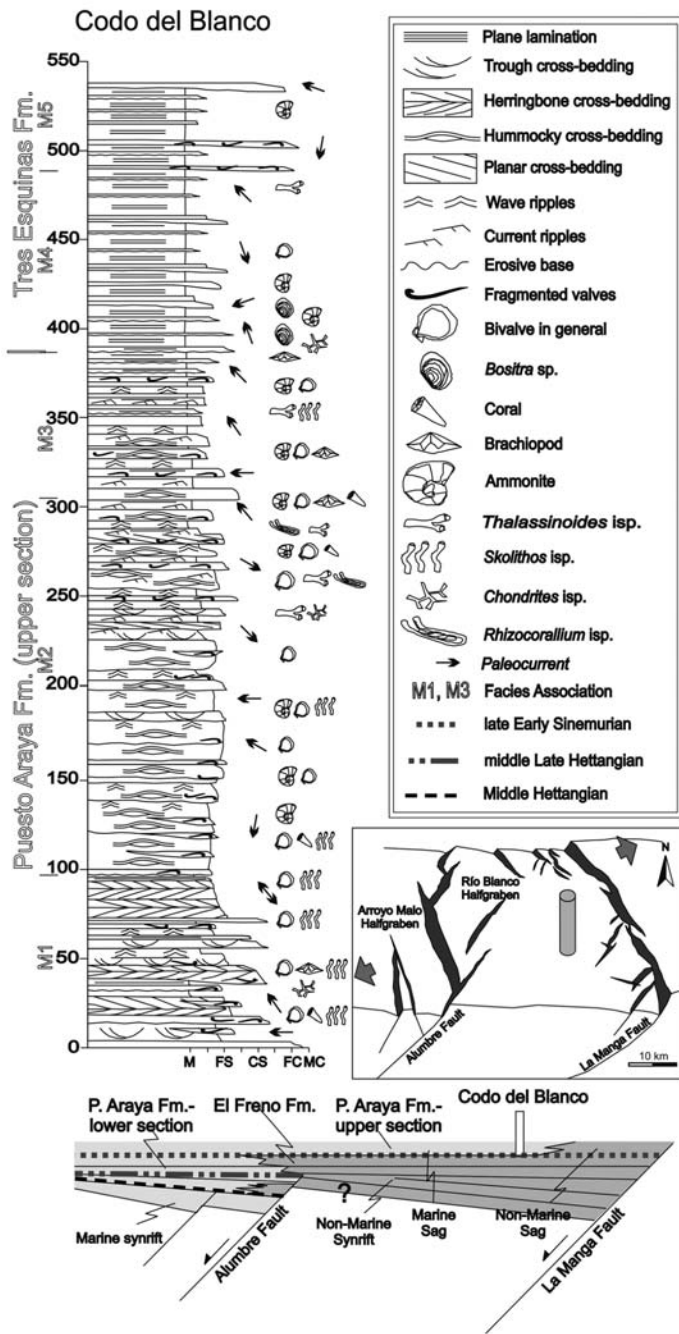 Codo del Blanco
550
500
450
400
350
300
250
200
150
100
50
0
Tres Esquinas Fm.
M5
M4
Puesto Araya Fm. (upper section)
M3
M2
M1
M
FS
CS
FC
MC
Plane lamination
Trough cross-bedding
Herringbone cross-bedding
Hummocky cross-bedding
Planar cross-bedding
Wave ripples
Current ripples
Erosive base
Fragmented valves
Bivalve in general
Bositra sp.
Coral
Brachiopod
Ammonite
Thalassinoides isp.
Skolithos isp.
Chondrites isp.
Rhizocorallium isp.
Paleocurrent
M1, M3 Facies Association
late Early Sinemurian
middle Late Hettangian
Middle Hettangian
N
Río Blanco
Halfgraben
Arroyo Malo
Halfgraben
Alumbre Fault
La Manga Fault
10 km
P. Araya Fm.-
lower section
El Freno Fm.
P. Araya Fm.-
upper section
Codo del Blanco
Marine synrift
Alumbre Fault
?
Non-Marine
Synrift
Marine
Sag
Non-Marine
Sag
La Manga Fault